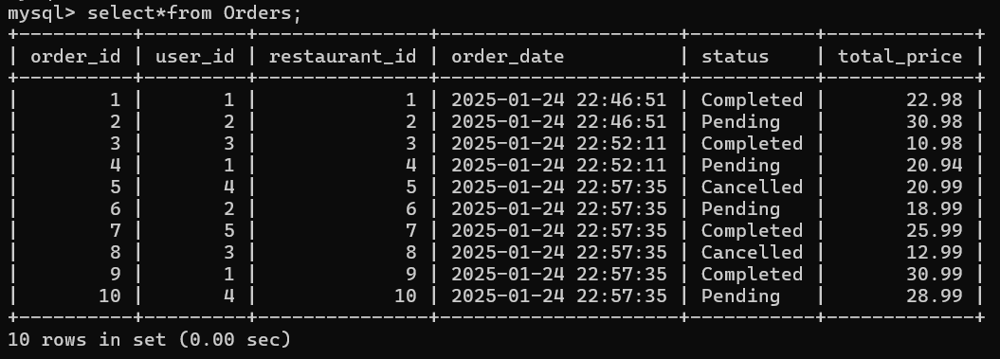 mysql> select*from Orders;
+----------+---------+---------------+---------------------+-----------+-------------+
| order_id | user_id | restaurant_id | order_date          | status    | total_price |
+----------+---------+---------------+---------------------+-----------+-------------+
|        1 |       1 |             1 | 2025-01-24 22:46:51 | Completed |       22.98 |
|        2 |       2 |             2 | 2025-01-24 22:46:51 | Pending   |       30.98 |
|        3 |       3 |             3 | 2025-01-24 22:52:11 | Completed |       10.98 |
|        4 |       1 |             4 | 2025-01-24 22:52:11 | Pending   |       20.94 |
|        5 |       4 |             5 | 2025-01-24 22:57:35 | Cancelled |       20.99 |
|        6 |       2 |             6 | 2025-01-24 22:57:35 | Pending   |       18.99 |
|        7 |       5 |             7 | 2025-01-24 22:57:35 | Completed |       25.99 |
|        8 |       3 |             8 | 2025-01-24 22:57:35 | Cancelled |       12.99 |
|        9 |       1 |             9 | 2025-01-24 22:57:35 | Completed |       30.99 |
|       10 |       4 |            10 | 2025-01-24 22:57:35 | Pending   |       28.99 |
+----------+---------+---------------+---------------------+-----------+-------------+
10 rows in set (0.00 sec)